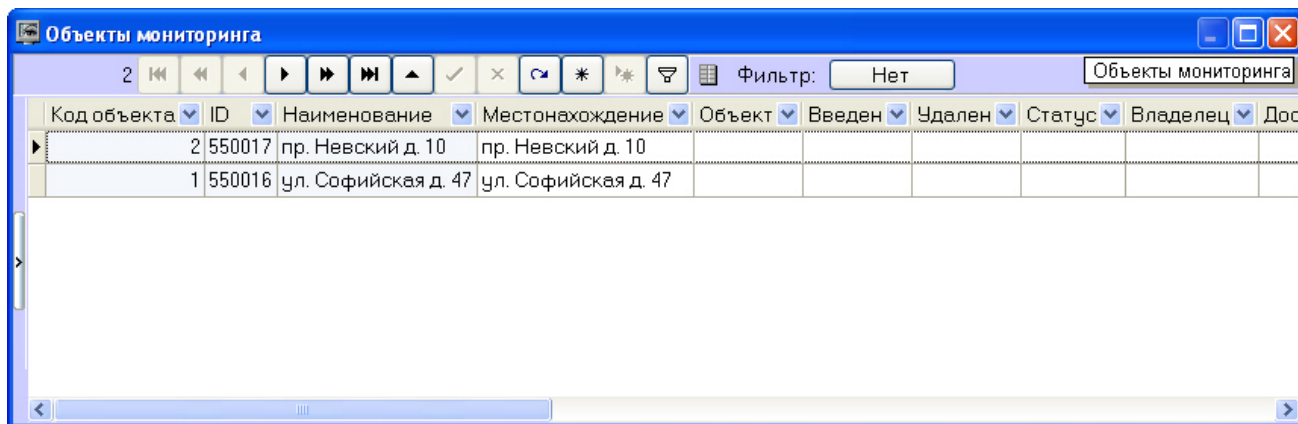 Объекты мониторинга
2 Фильтр: Нет Объекты мониторинга
Код объекта ID Наименование Местонахождение Объект Введен Удален Статус Владелец Дос
2 550017 пр. Невский д. 10 пр. Невский д. 10
1 550016 ул. Софийская д. 47 ул. Софийская д. 47